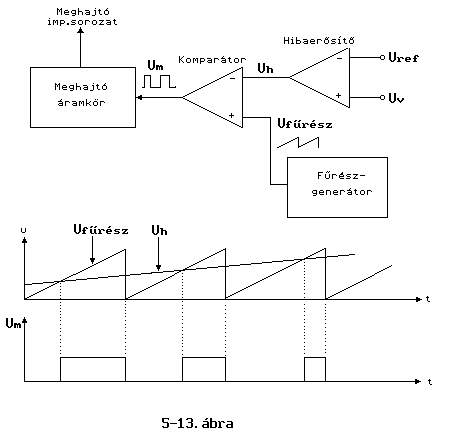 Meghajtó
imp.sorozat
Hibaerősítő
Komparátor
Um
Uh
Uref
Uv
Meghajtó
áramkör
−
+
−
+
Ufűrész
Fűrész-
generátor
Ufűrész
Uh
u
t
Um
t
5-13. ábra